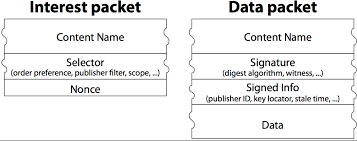 Interest packet
Content Name
Selector
(order preference, publisher filter, scope, ...)
Nonce
Data packet
Content Name
Signature
(digest algorithm, witness, ...)
Signed Info
(publisher ID, key locator, stale time, ...)
Data